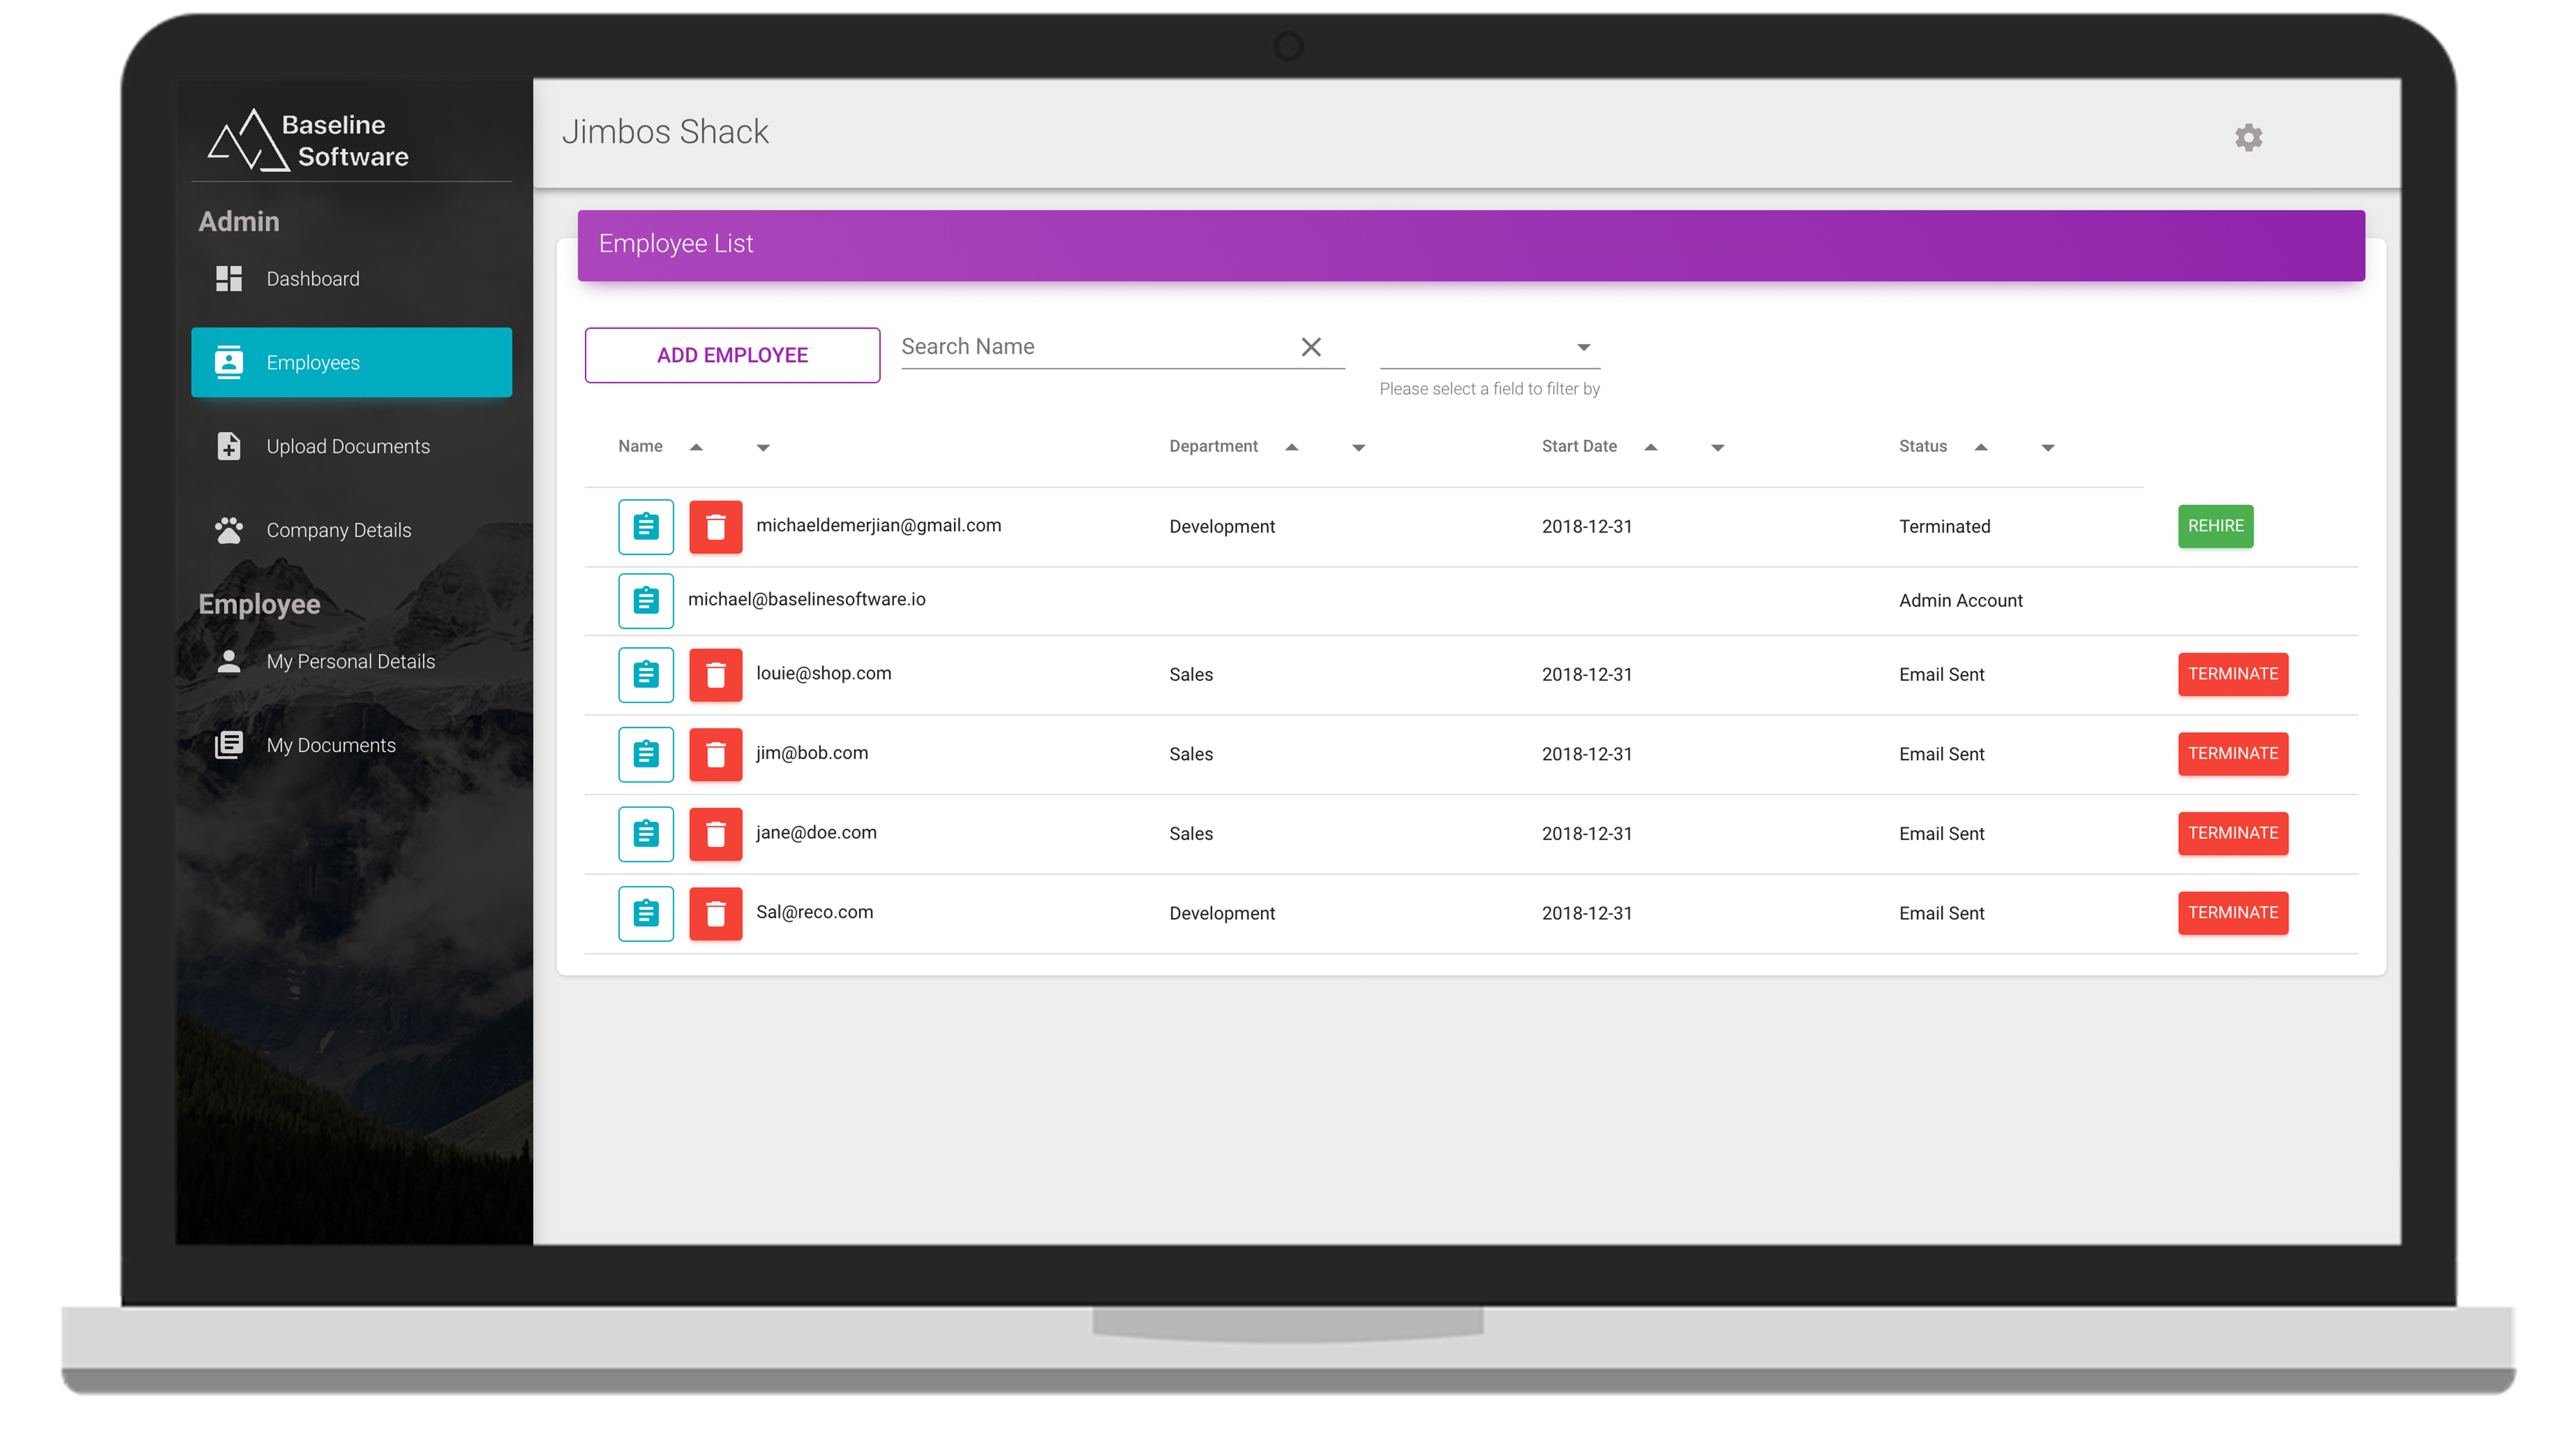 Baseline
Software
Jimbos Shack
Admin
Dashboard
Employees
Upload Documents
Company Details
Employee
My Personal Details
My Documents
Employee List
ADD EMPLOYEE
Search Name
Please select a field to filter by
Name Department Start Date Status
michaeldemerjian@gmail.com Development 2018-12-31 Terminated REHIRE
michael@baselinesoftware.io Admin Account
louie@shop.com Sales 2018-12-31 Email Sent TERMINATE
jim@bob.com Sales 2018-12-31 Email Sent TERMINATE
jane@doe.com Sales 2018-12-31 Email Sent TERMINATE
Sal@reco.com Development 2018-12-31 Email Sent TERMINATE